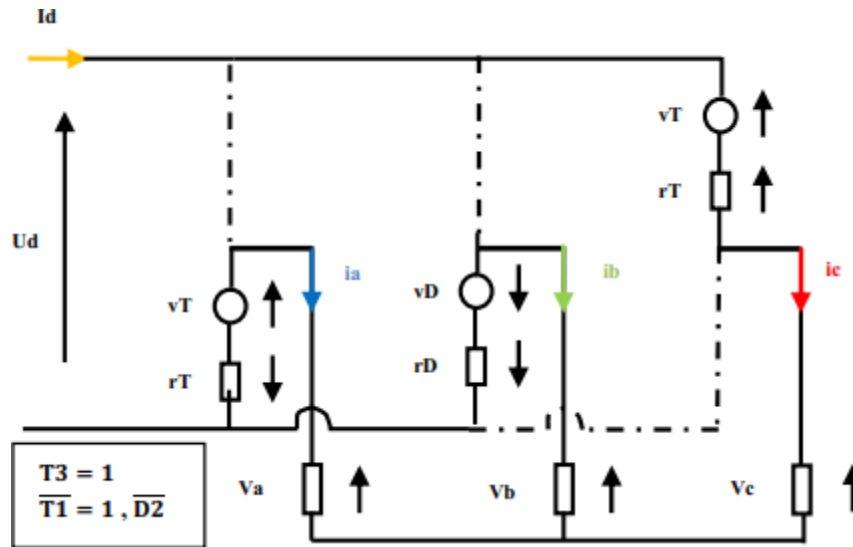 Id
vT
rT
Ud
ia
ib
ic
vT
vD
rT
rD
T3 = 1
T1̅ = 1 , D2̅
Va
Vb
Vc